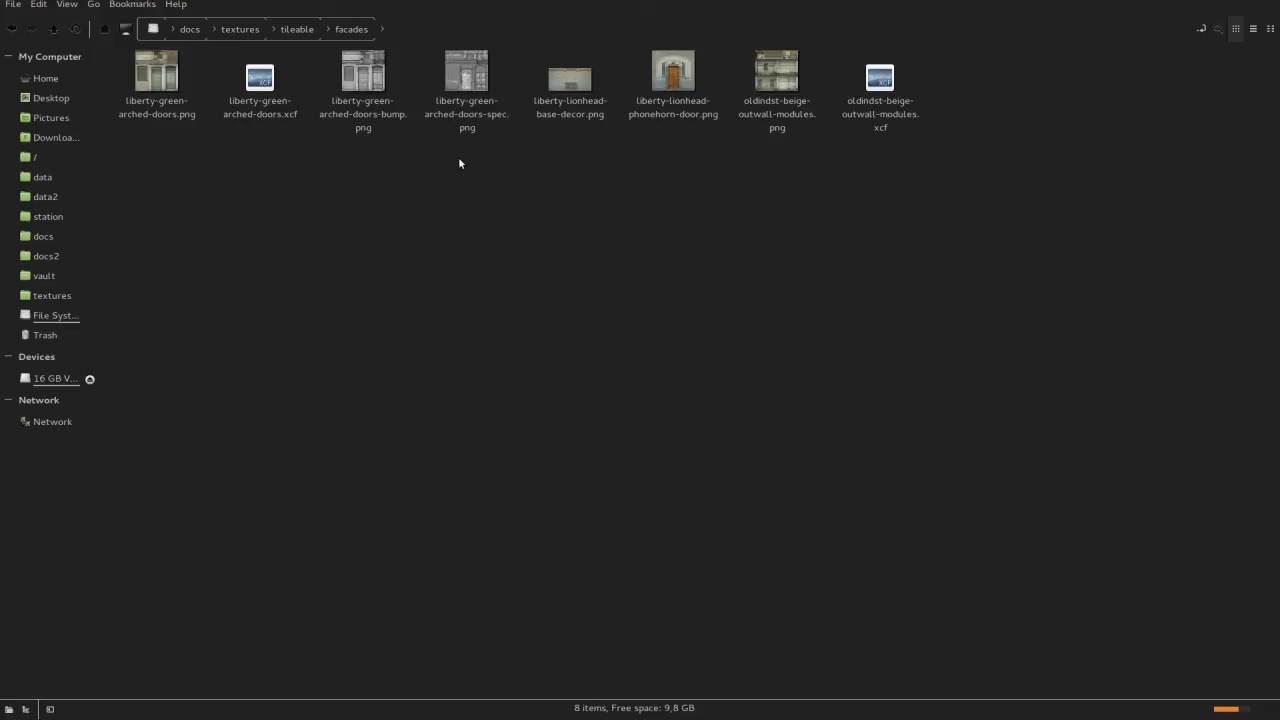 File Edit View Go Bookmarks Help
docs textures tileable facades
My Computer
Home
Desktop
Pictures
Downloa...
/
data
data2
station
docs
docs2
vault
textures
File Syst...
Trash
Devices
16 GB V...
Network
Network
liberty-green-
arched-doors.png
XCF
liberty-green-
arched-doors.xcf
liberty-green-
arched-doors-bump.
png
liberty-green-
arched-doors-spec.
png
liberty-lionhead-
base-decor.png
liberty-lionhead-
phonehorn-door.png
oldindst-beige-
outwall-modules.
png
XCF
oldindst-beige-
outwall-modules.
xcf
8 items, Free space: 9,8 GB